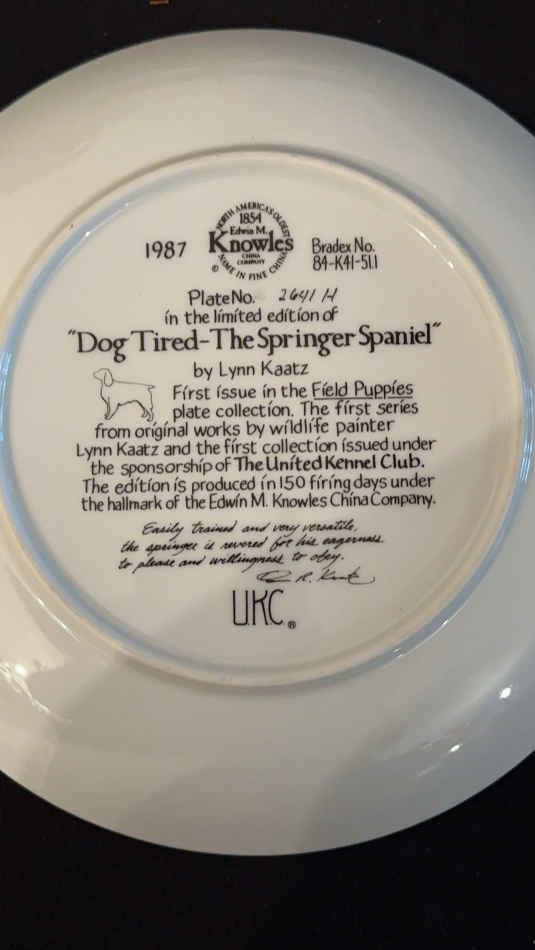 NORTH AMERICA'S OLDEST
1854
1987
Edwin M.
Knowles
CHINA
COMPANY
© NAME IN FINE CHINA
Bradex No.
84-K41-51.1
Plate No. 2641 H
in the limited edition of
"Dog Tired-The Springer Spaniel"
by Lynn Kaatz
First issue in the Field Puppies
plate collection. The first series
from original works by wildlife painter
Lynn Kaatz and the first collection issued under
the sponsorship of The United Kennel Club.
The edition is produced in 150 firing days under
the hallmark of the Edwin M. Knowles China Company.
Easily trained and very versatile,
the springer is revered for his eagerness
to please and willingness to obey.
R. Kaatz
U.K.C.®